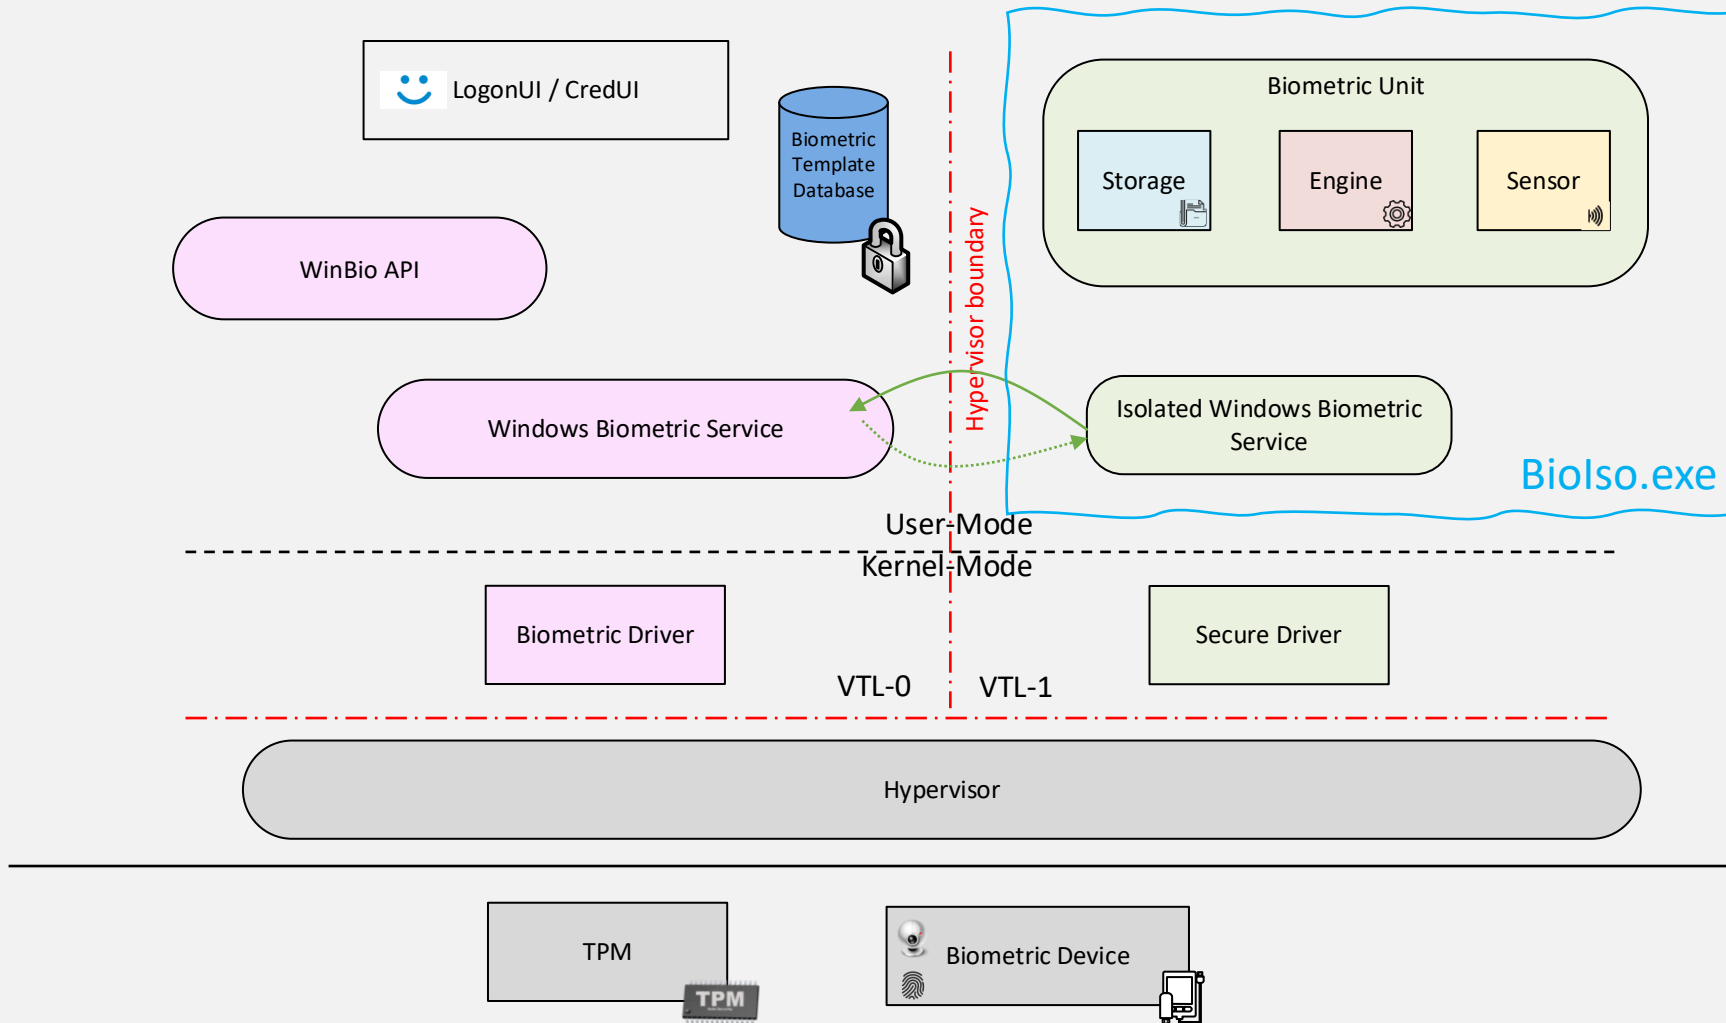 LogonUI / CredUI
Biometric
Template
Database
Biometric Unit
Storage
Engine
Sensor
WinBio API
Hypervisor boundary
Windows Biometric Service
Isolated Windows Biometric
Service
BioIso.exe
User-Mode
Kernel-Mode
Biometric Driver
Secure Driver
VTL-0
VTL-1
Hypervisor
TPM
TPM
Biometric Device